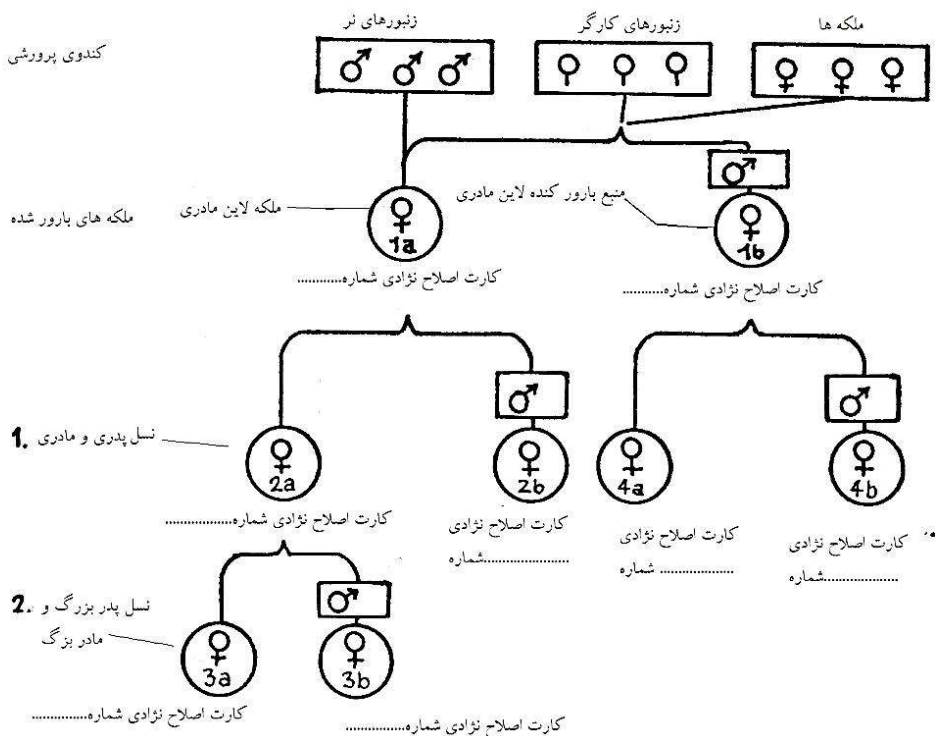 زنبورهای نر
زنبورهای کارگر
ملکه ها
کندوی پرورشی
ملکه لاین مادری
منبع بارور کننده لاین مادری
ملکه های بارور شده
1a
1b
کارت اصلاح نژادی شماره............
کارت اصلاح نژادی شماره............
1. نسل پدری و مادری
2a
2b
4a
4b
کارت اصلاح نژادی شماره.................
کارت اصلاح نژادی
شماره......................
کارت اصلاح نژادی
شماره ...................
کارت اصلاح نژادی
شماره...................
2. نسل پدر بزرگ و
مادر بزگ
3a
3b
کارت اصلاح نژادی شماره...............
کارت اصلاح نژادی شماره................